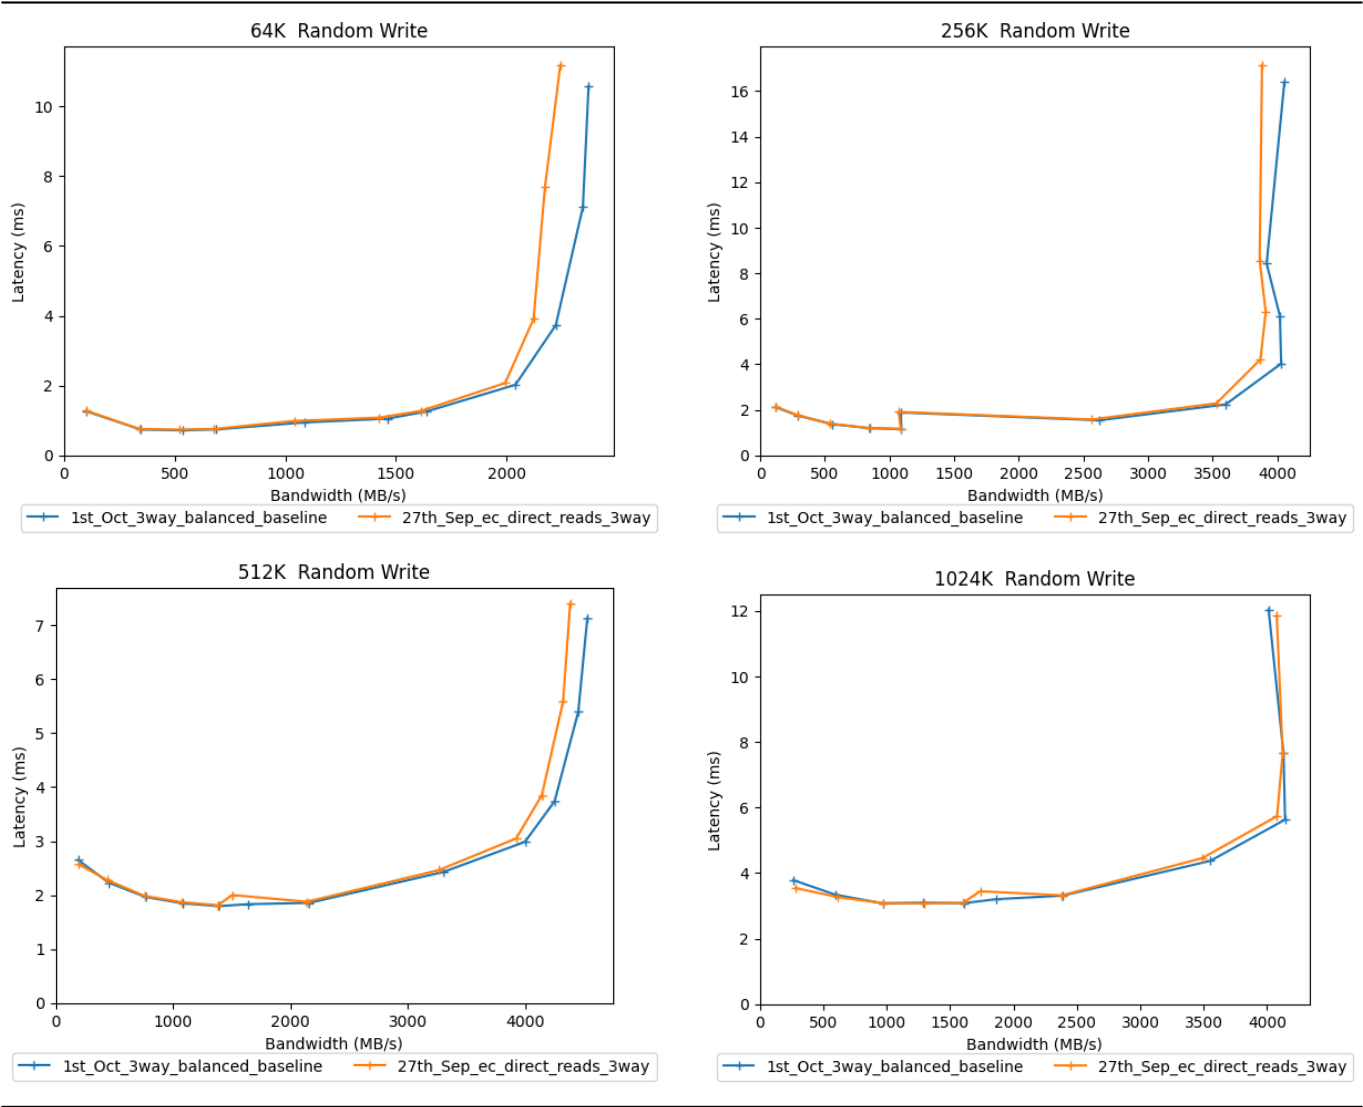 64K  Random Write
Latency (ms)
10
8
6
4
2
0
0 500 1000 1500 2000
Bandwidth (MB/s)
1st_Oct_3way_balanced_baseline 27th_Sep_ec_direct_reads_3way
256K  Random Write
Latency (ms)
16
14
12
10
8
6
4
2
0
0 500 1000 1500 2000 2500 3000 3500 4000
Bandwidth (MB/s)
1st_Oct_3way_balanced_baseline 27th_Sep_ec_direct_reads_3way
512K  Random Write
Latency (ms)
7
6
5
4
3
2
1
0
0 1000 2000 3000 4000
Bandwidth (MB/s)
1st_Oct_3way_balanced_baseline 27th_Sep_ec_direct_reads_3way
1024K  Random Write
Latency (ms)
12
10
8
6
4
2
0
0 500 1000 1500 2000 2500 3000 3500 4000
Bandwidth (MB/s)
1st_Oct_3way_balanced_baseline 27th_Sep_ec_direct_reads_3way